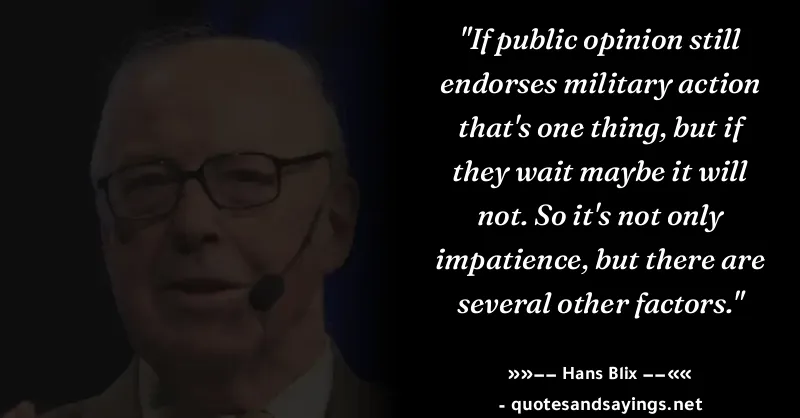 "If public opinion still
endorses military action
that's one thing, but if
they wait maybe it will
not. So it's not only
impatience, but there are
several other factors."
»»−− Hans Blix −−««
- quotesandsayings.net